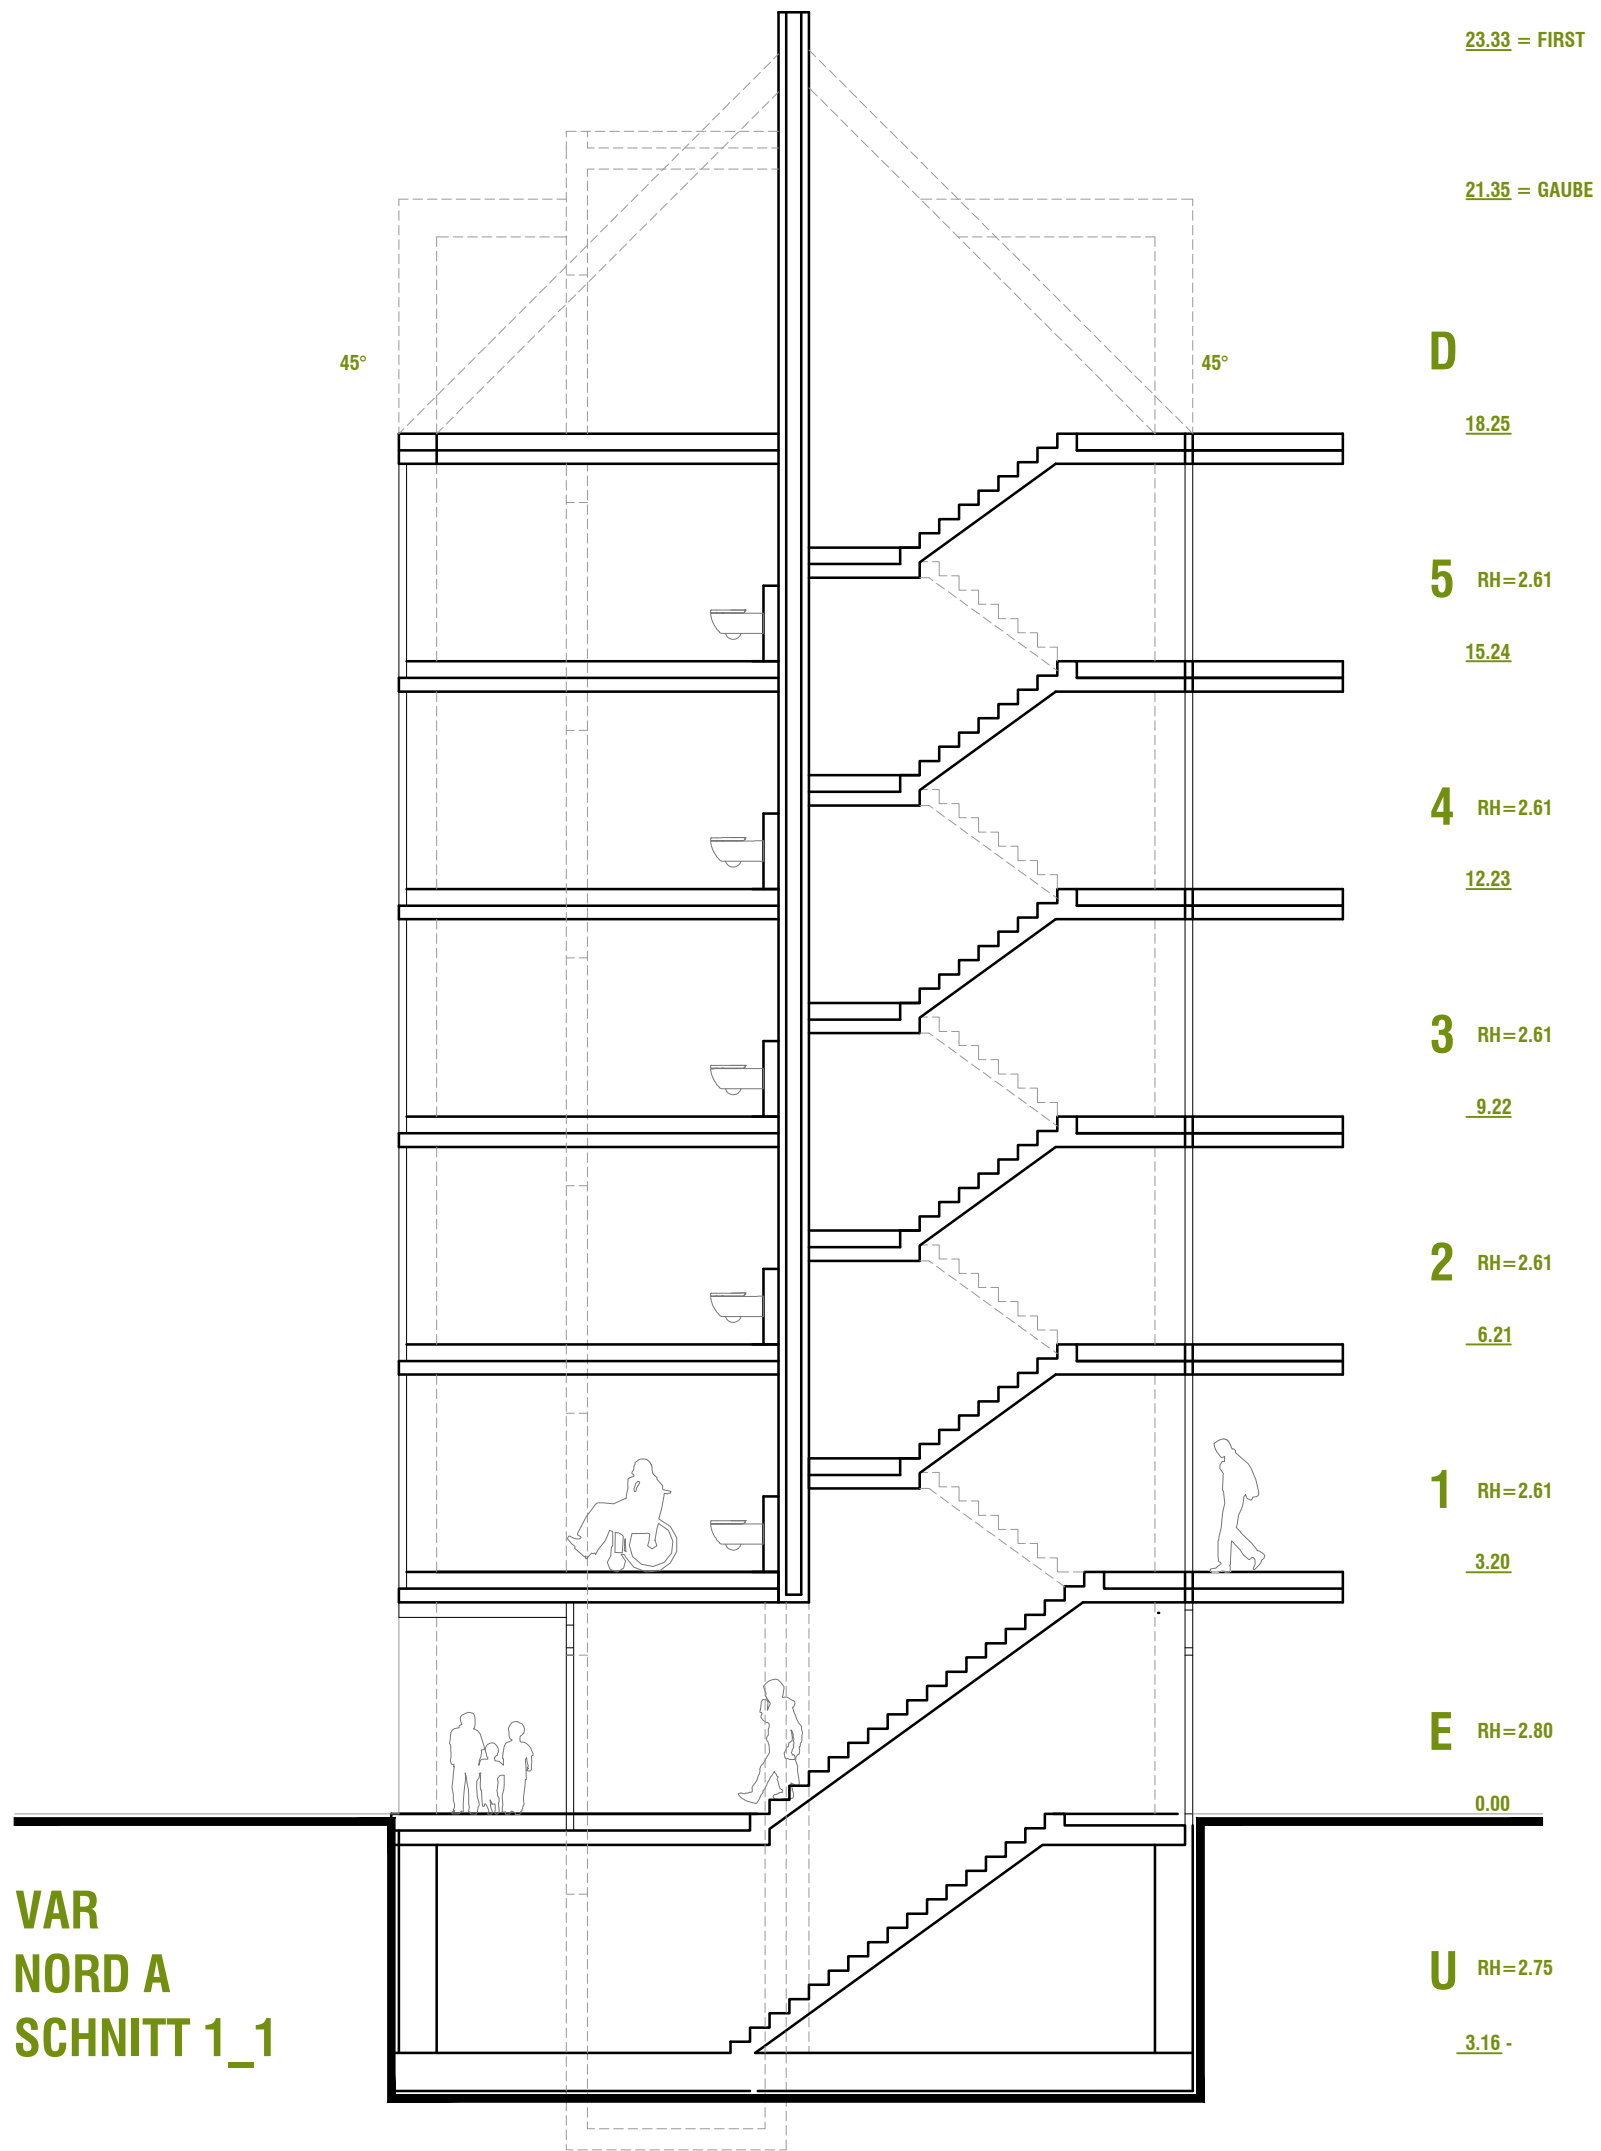 23.33 = FIRST
21.35 = GAUBE
45°
45°
D
18.25
5 RH=2.61
15.24
4 RH=2.61
12.23
3 RH=2.61
9.22
2 RH=2.61
6.21
1 RH=2.61
3.20
E RH=2.80
0.00
VAR
NORD A
SCHNITT 1_1
U RH=2.75
3.16 -